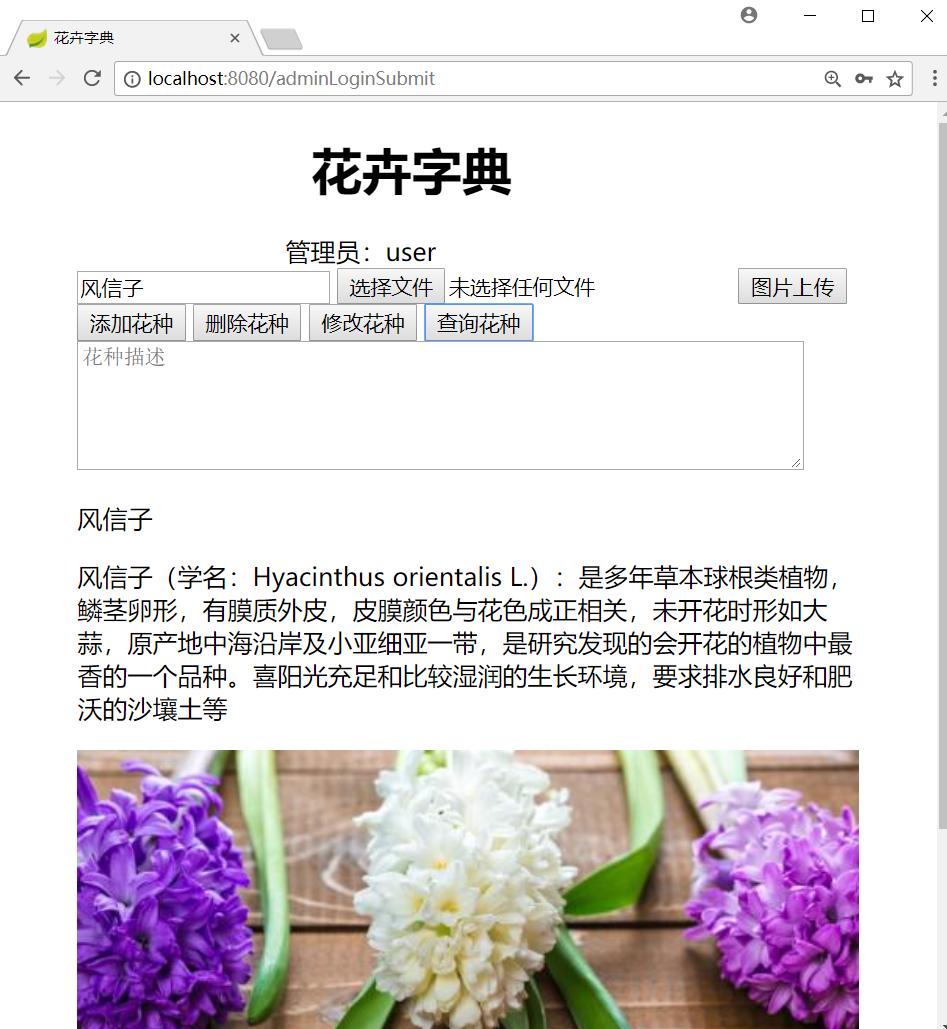 花卉字典
localhost:8080/adminLoginSubmit
花卉字典
管理员：user
风信子 选择文件 未选择任何文件 图片上传
添加花种 删除花种 修改花种 查询花种
花种描述
风信子
风信子（学名：Hyacinthus orientalis L.）：是多年草本球根类植物，
鳞茎卵形，有膜质外皮，皮膜颜色与花色成正相关，未开花时形如大
蒜，原产地中海沿岸及小亚细亚一带，是研究发现的会开花的植物中最
香的一个品种。喜阳光充足和比较湿润的生长环境，要求排水良好和肥
沃的沙壤土等